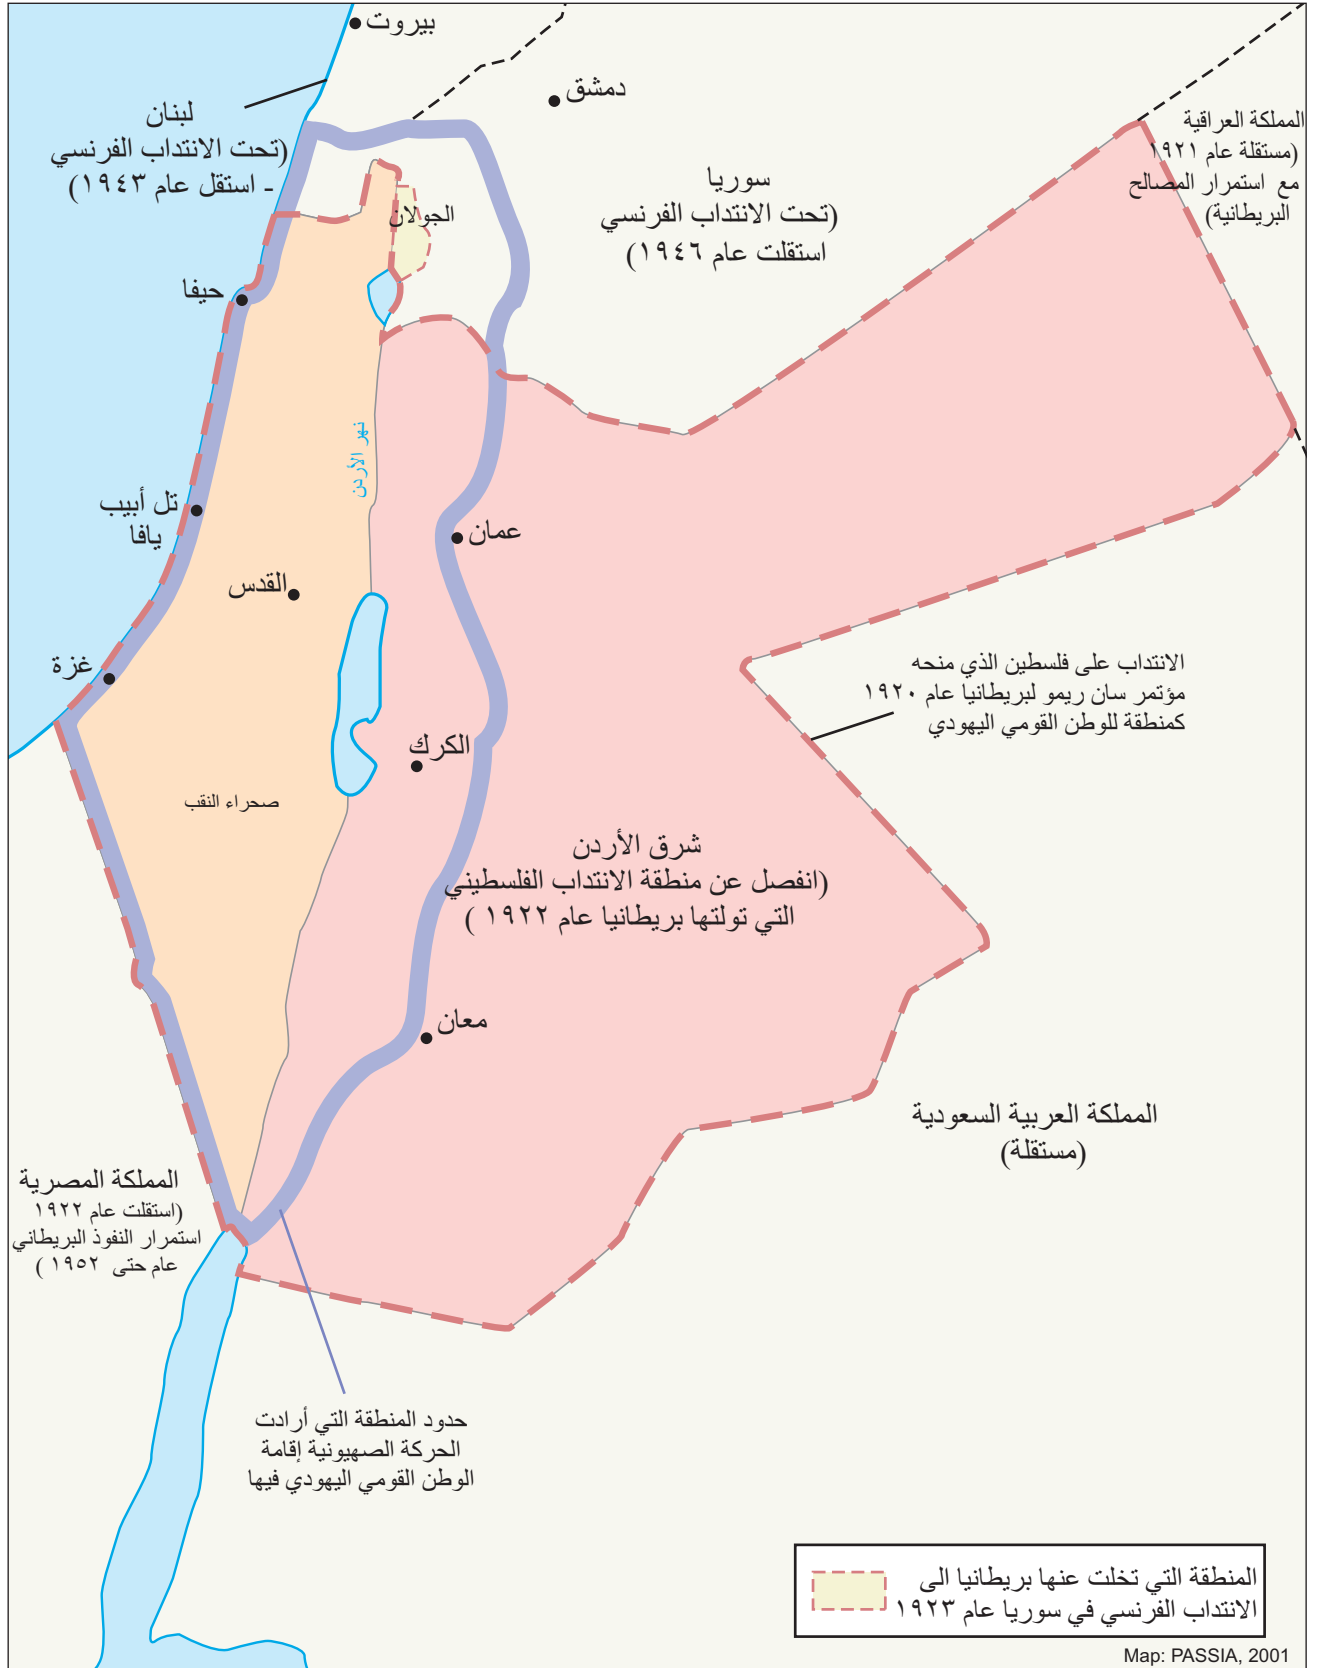 بيروت
دمشق
لبنان
(تحت الانتداب الفرنسي
- استقل عام ١٩٤٣)
المملكة العراقية
(مستقلة عام ١٩٢١
مع استمرار المصالح
البريطانية)
سوريا
(تحت الانتداب الفرنسي
استقلت عام ١٩٤٦)
الجولان
حيفا
نهر الأردن
تل أبيب
يافا
عمان
القدس
غزة
الانتداب على فلسطين الذي منحه
مؤتمر سان ريمو لبريطانيا عام ١٩٢٠
كمنطقة للوطن القومي اليهودي
الكرك
صحراء النقب
شرق الأردن
(انفصل عن منطقة الانتداب الفلسطيني
التي تولتها بريطانيا عام ١٩٢٢ )
معان
المملكة العربية السعودية
(مستقلة)
المملكة المصرية
(استقلت عام ١٩٢٢
استمرار النفوذ البريطاني
عام حتى ١٩٥٢ )
حدود المنطقة التي أرادت
الحركة الصهيونية إقامة
الوطن القومي اليهودي فيها
المنطقة التي تخلت عنها بريطانيا الى
الانتداب الفرنسي في سوريا عام ١٩٢٣
Map: PASSIA, 2001